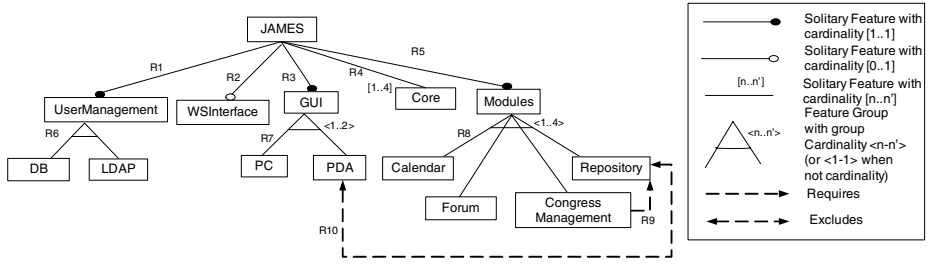 JAMES
R1
R2
R3
R4
R5
[1..4]
UserManagement
WSInterface
GUI
Core
Modules
R6
R7
<1..2>
R8
<1..4>
DB
LDAP
PC
PDA
Calendar
Repository
Forum
Congress
Management
R9
R10
Solitary Feature with
cardinality [1..1]
Solitary Feature with
cardinality [0..1]
[n..n']
Solitary Feature with
cardinality [n..n']
Feature Group
with group
Cardinality <n-n'>
(or <1-1> when
not cardinality)
<n..n'>
Requires
Excludes